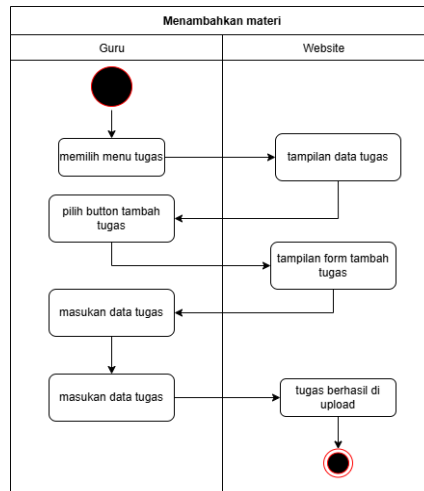 Menambahkan materi
Guru
Website
memilih menu tugas
tampilan data tugas
pilih button tambah
tugas
tampilan form tambah
tugas
masukan data tugas
masukan data tugas
tugas berhasil di
upload